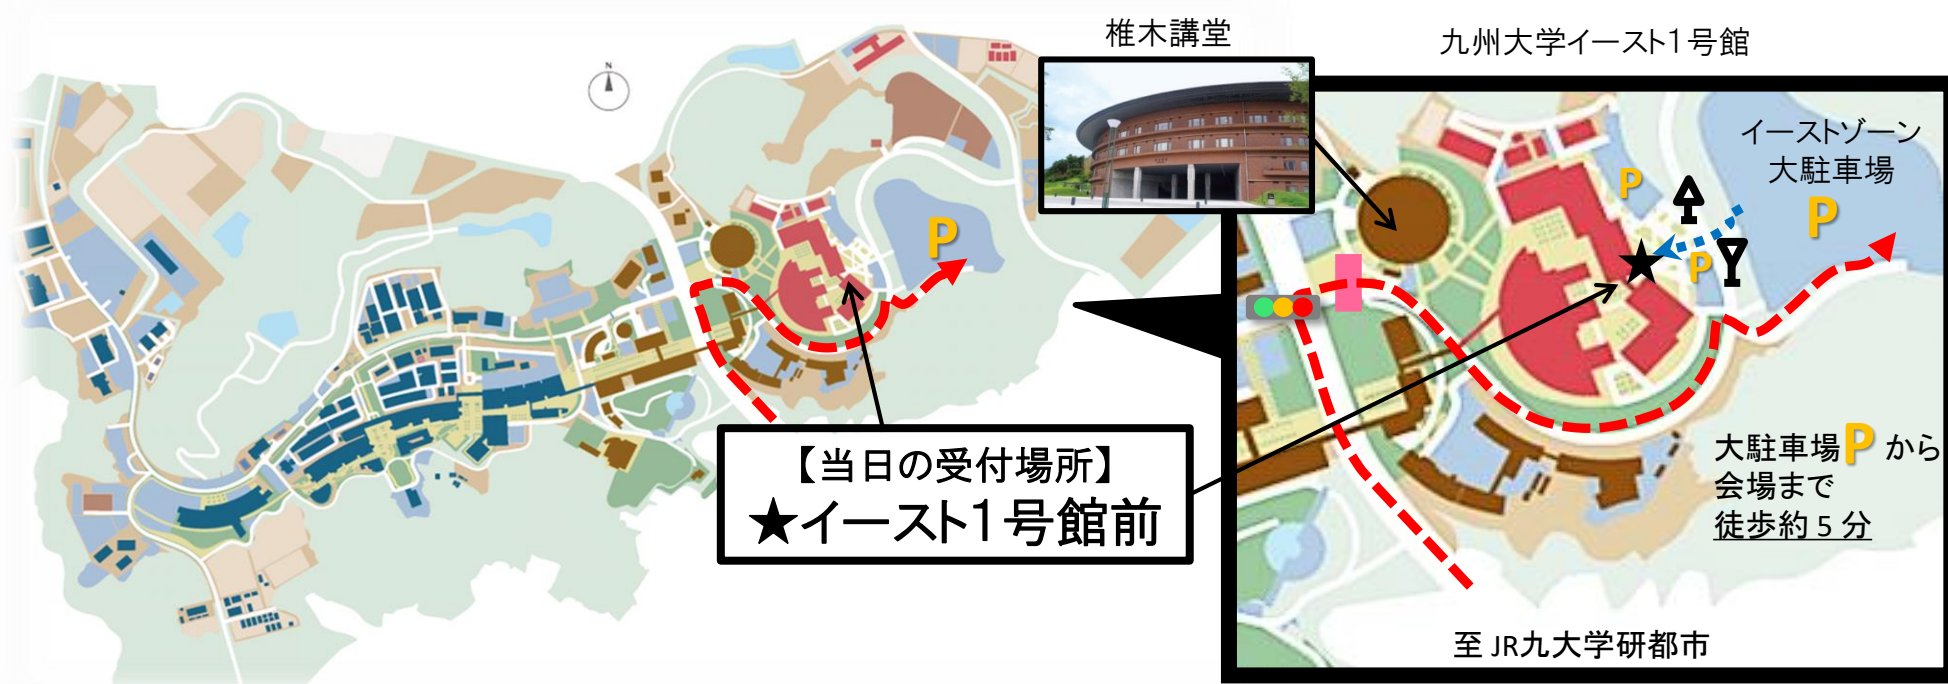 椎木講堂
九州大学イースト1号館
N
イーストゾーン
大駐車場
P
P
P
P
【当日の受付場所】
★イースト1号館前
大駐車場P から
会場まで
徒歩約 5 分
至 JR九大学研都市